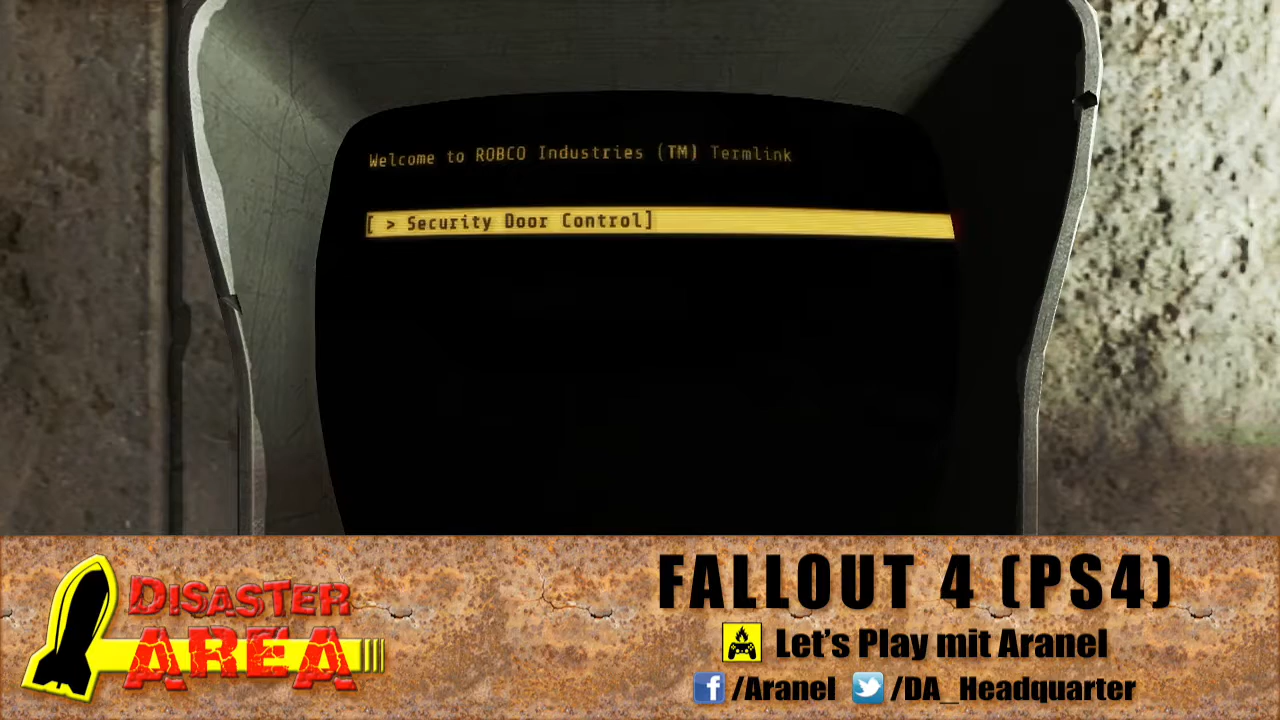 Welcome to ROBCO Industries (TM) Termlink
[ > Security Door Control]
DISASTER
AREA
FALLOUT 4 (PS4)
Let's Play mit Aranel
f /Aranel /DA_Headquarter